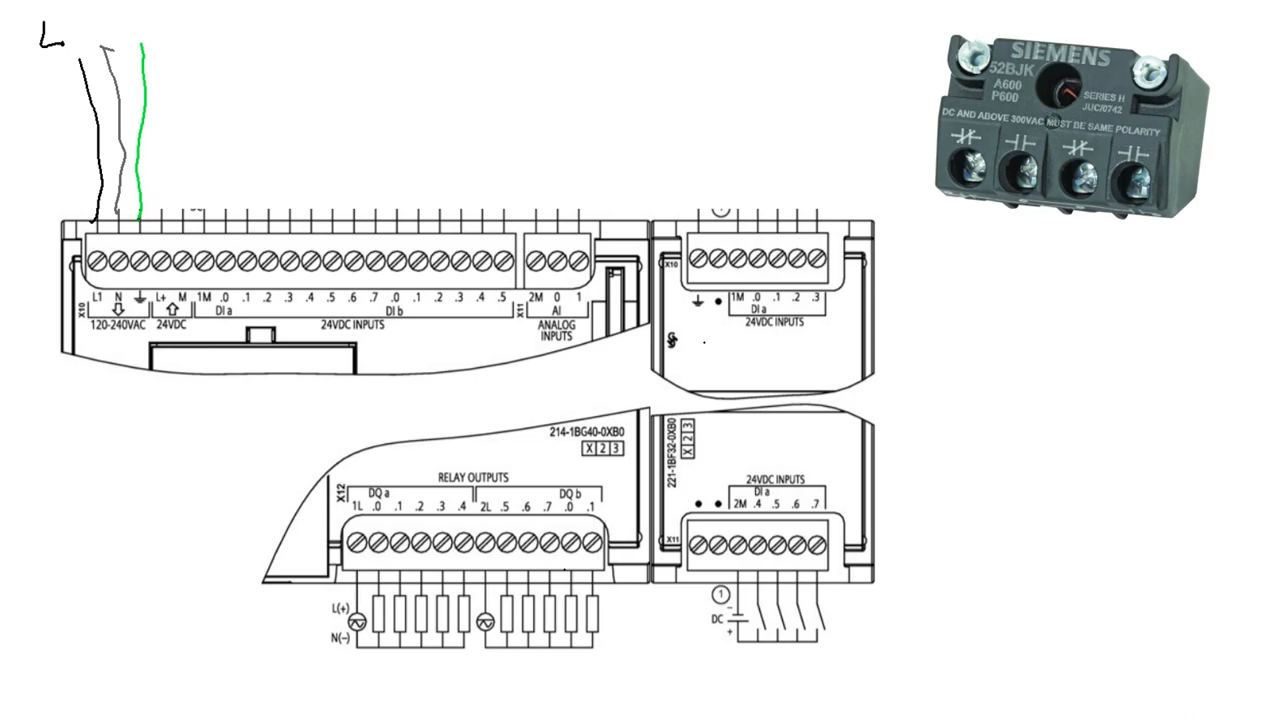 L
SIEMENS
52BJK
A600
P600
SERIES H
JUC/0742
DC AND ABOVE 300VAC MUST BE SAME POLARITY
L1 N L+ M 1M .0 .1 .2 .3 .4 .5 .6 .7 .0 .1 .2 .3 .4 .5 2M 0 1
X10
DI a DI b
X11
AI
120-240VAC 24VDC 24VDC INPUTS
ANALOG
INPUTS
X10
1M .0 .1 .2 .3
DI a
24VDC INPUTS
214-1BG40-0XB0
X 2 3
RELAY OUTPUTS
X12
DQ a DQ b
1L .0 .1 .2 .3 .4 2L .5 .6 .7 .0 .1
L(+)
N(−)
221-1BF32-0XB0
X 2 3
24VDC INPUTS
DI a
2M .4 .5 .6 .7
X11
1
DC
− 
+